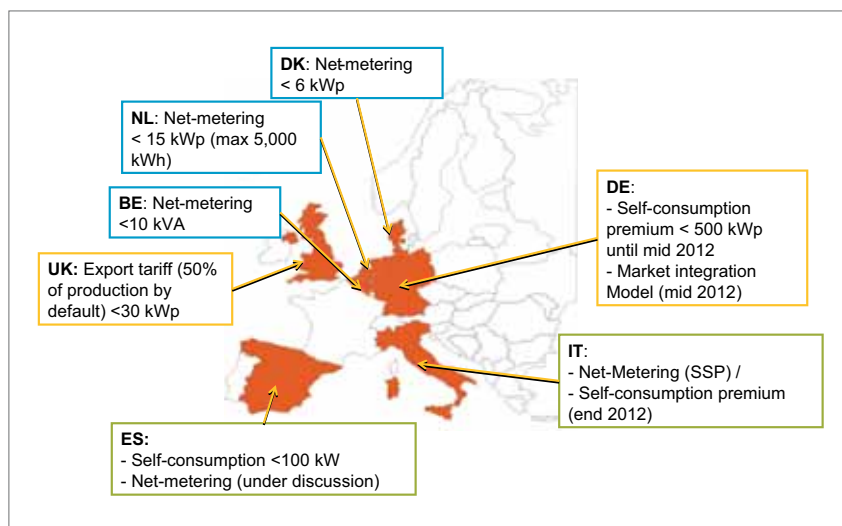 DK: Net-metering
< 6 kWp
NL: Net-metering
< 15 kWp (max 5,000
kWh)
BE: Net-metering
<10 kVA
UK: Export tariff (50%
of production by
default) <30 kWp
DE:
- Self-consumption
premium < 500 kWp
until mid 2012
- Market integration
Model (mid 2012)
IT:
- Net-Metering (SSP) /
- Self-consumption premium
(end 2012)
ES:
- Self-consumption <100 kW
- Net-metering (under discussion)